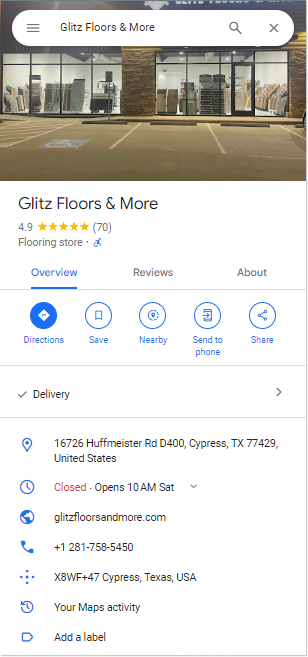 Glitz Floors & More
Glitz Floors & More
4.9 (70)
Flooring store ·
Overview Reviews About
Directions Save Nearby Send to phone Share
Delivery
16726 Huffmeister Rd D400, Cypress, TX 77429,
United States
Closed · Opens 10 AM Sat
glitzfloorsandmore.com
+1 281-758-5450
X8WF+47 Cypress, Texas, USA
Your Maps activity
Add a label